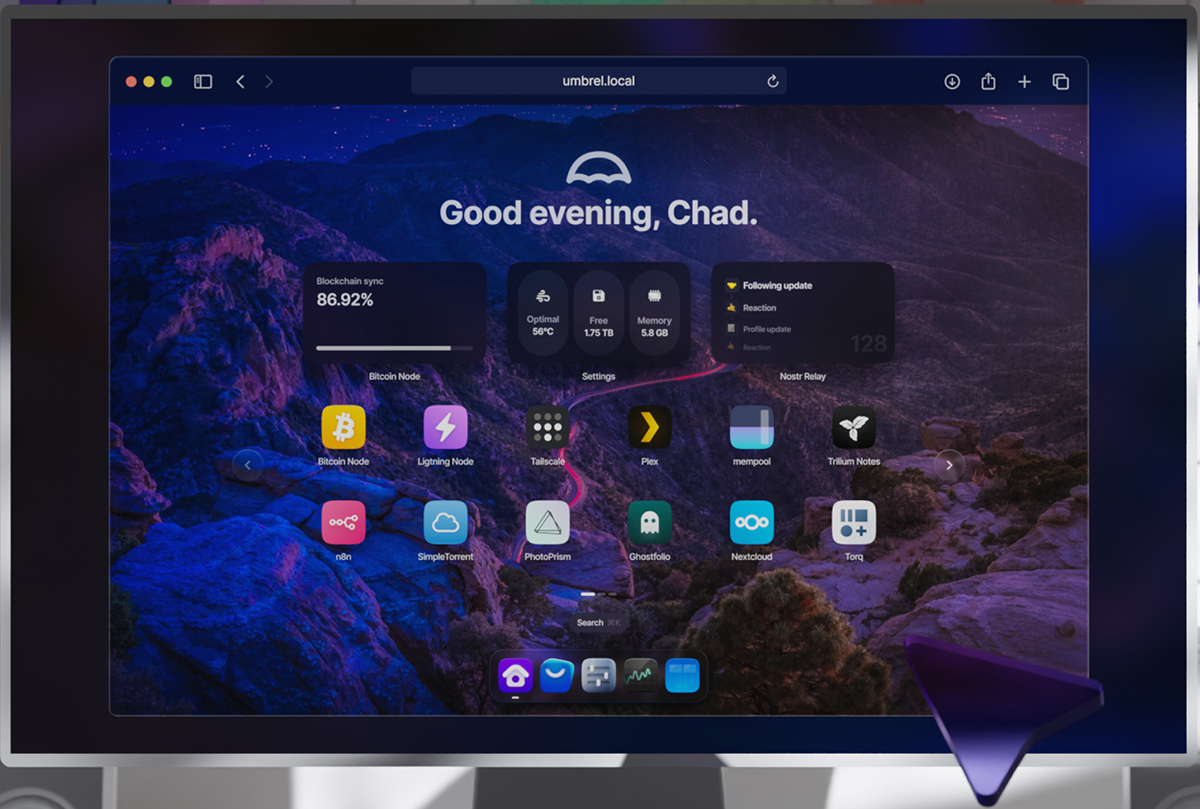 umbrel.local
Good evening, Chad.
Blockchain sync
86.92%
Bitcoin Node
Optimal
56°C
Free
1.75 TB
Memory
5.8 GB
Settings
Following update
Reaction
Profile update
Reaction
128
Nostr Relay
Bitcoin Node
Ligtning Node
Tailscale
Plex
mempool
Trilium Notes
n8n
SimpleTorrent
PhotoPrism
Ghostfolio
Nextcloud
Torq
Search ⌘K